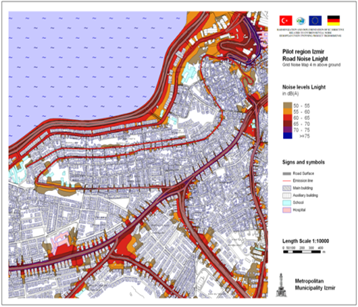 Pilot region Izmir
Road Noise Lnight
Grid Noise Map 4 m above ground
Noise levels Lnight
in dB(A)
50 - 55
55 - 60
60 - 65
65 - 70
70 - 75
>=75
Signs and symbols
Road Surface
Emission line
Main building
Auxiliary building
School
Hospital
Length Scale 1:10000
Metropolitan
Municipality Izmir